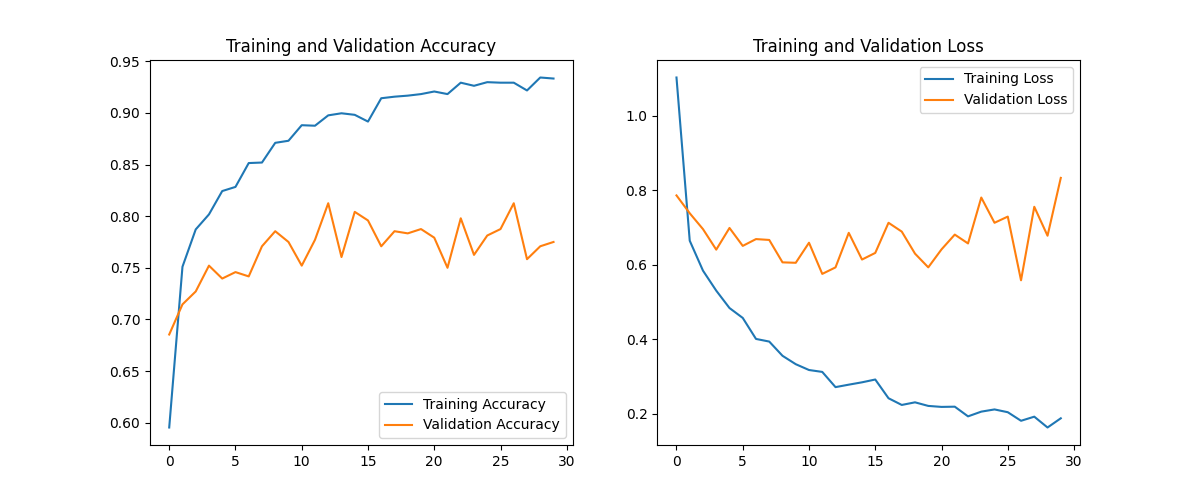 Training and Validation Accuracy
0.95
0.90
0.85
0.80
0.75
0.70
0.65
0.60
0 5 10 15 20 25 30
Training Accuracy
Validation Accuracy
Training and Validation Loss
1.0
0.8
0.6
0.4
0.2
0 5 10 15 20 25 30
Training Loss
Validation Loss